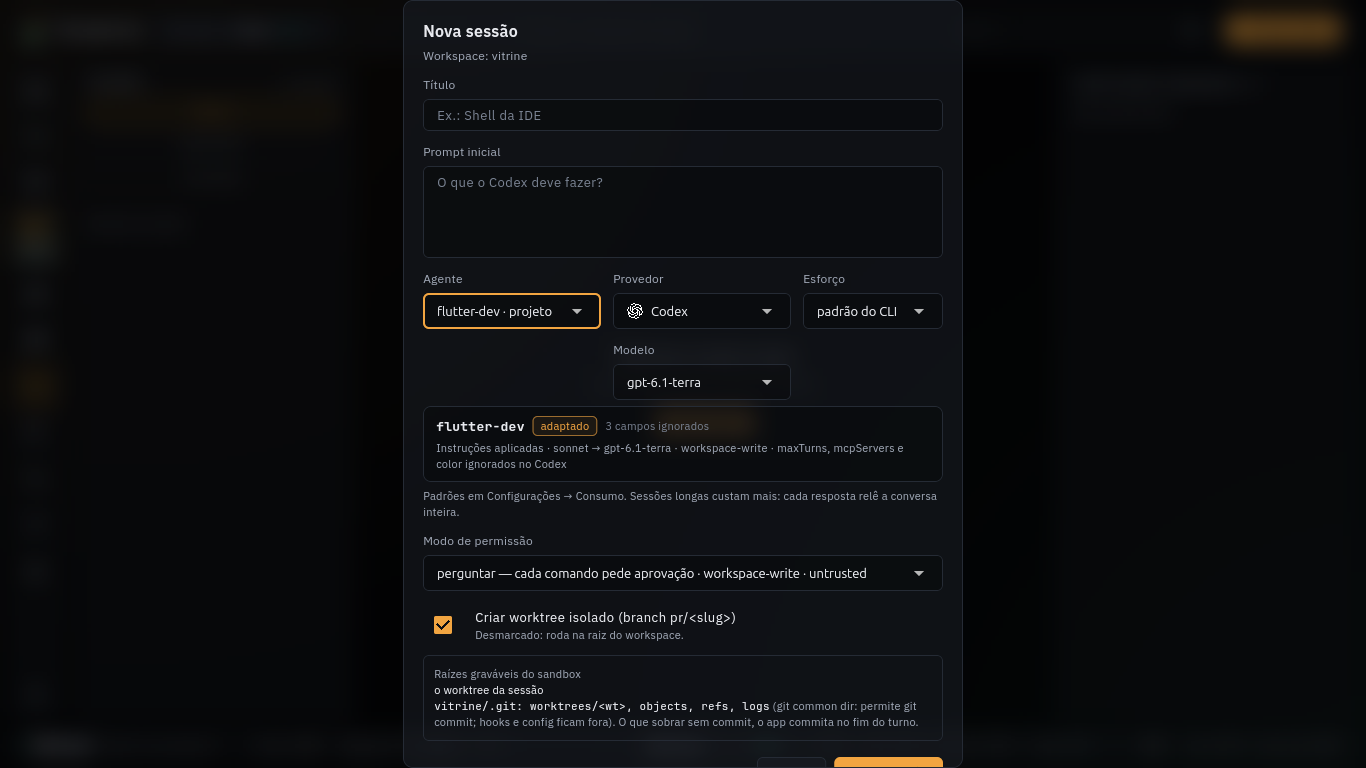 Nova sessão
Workspace: vitrine
Título
Ex.: Shell da IDE
Prompt inicial
O que o Codex deve fazer?
Agente
Provedor
Esforço
flutter-dev · projeto
Codex
padrão do CLI
Modelo
gpt-6.1-terra
flutter-dev adaptado 3 campos ignorados
Instruções aplicadas · sonnet → gpt-6.1-terra · workspace-write · maxTurns, mcpServers e
color ignorados no Codex
Padrões em Configurações → Consumo. Sessões longas custam mais: cada resposta relê a conversa
inteira.
Modo de permissão
perguntar — cada comando pede aprovação · workspace-write · untrusted
Criar worktree isolado (branch pr/<slug>)
Desmarcado: roda na raiz do workspace.
Raízes graváveis do sandbox
o worktree da sessão
vitrine/.git: worktrees/<wt>, objects, refs, logs (git common dir: permite git
commit; hooks e config ficam fora). O que sobrar sem commit, o app commita no fim do turno.